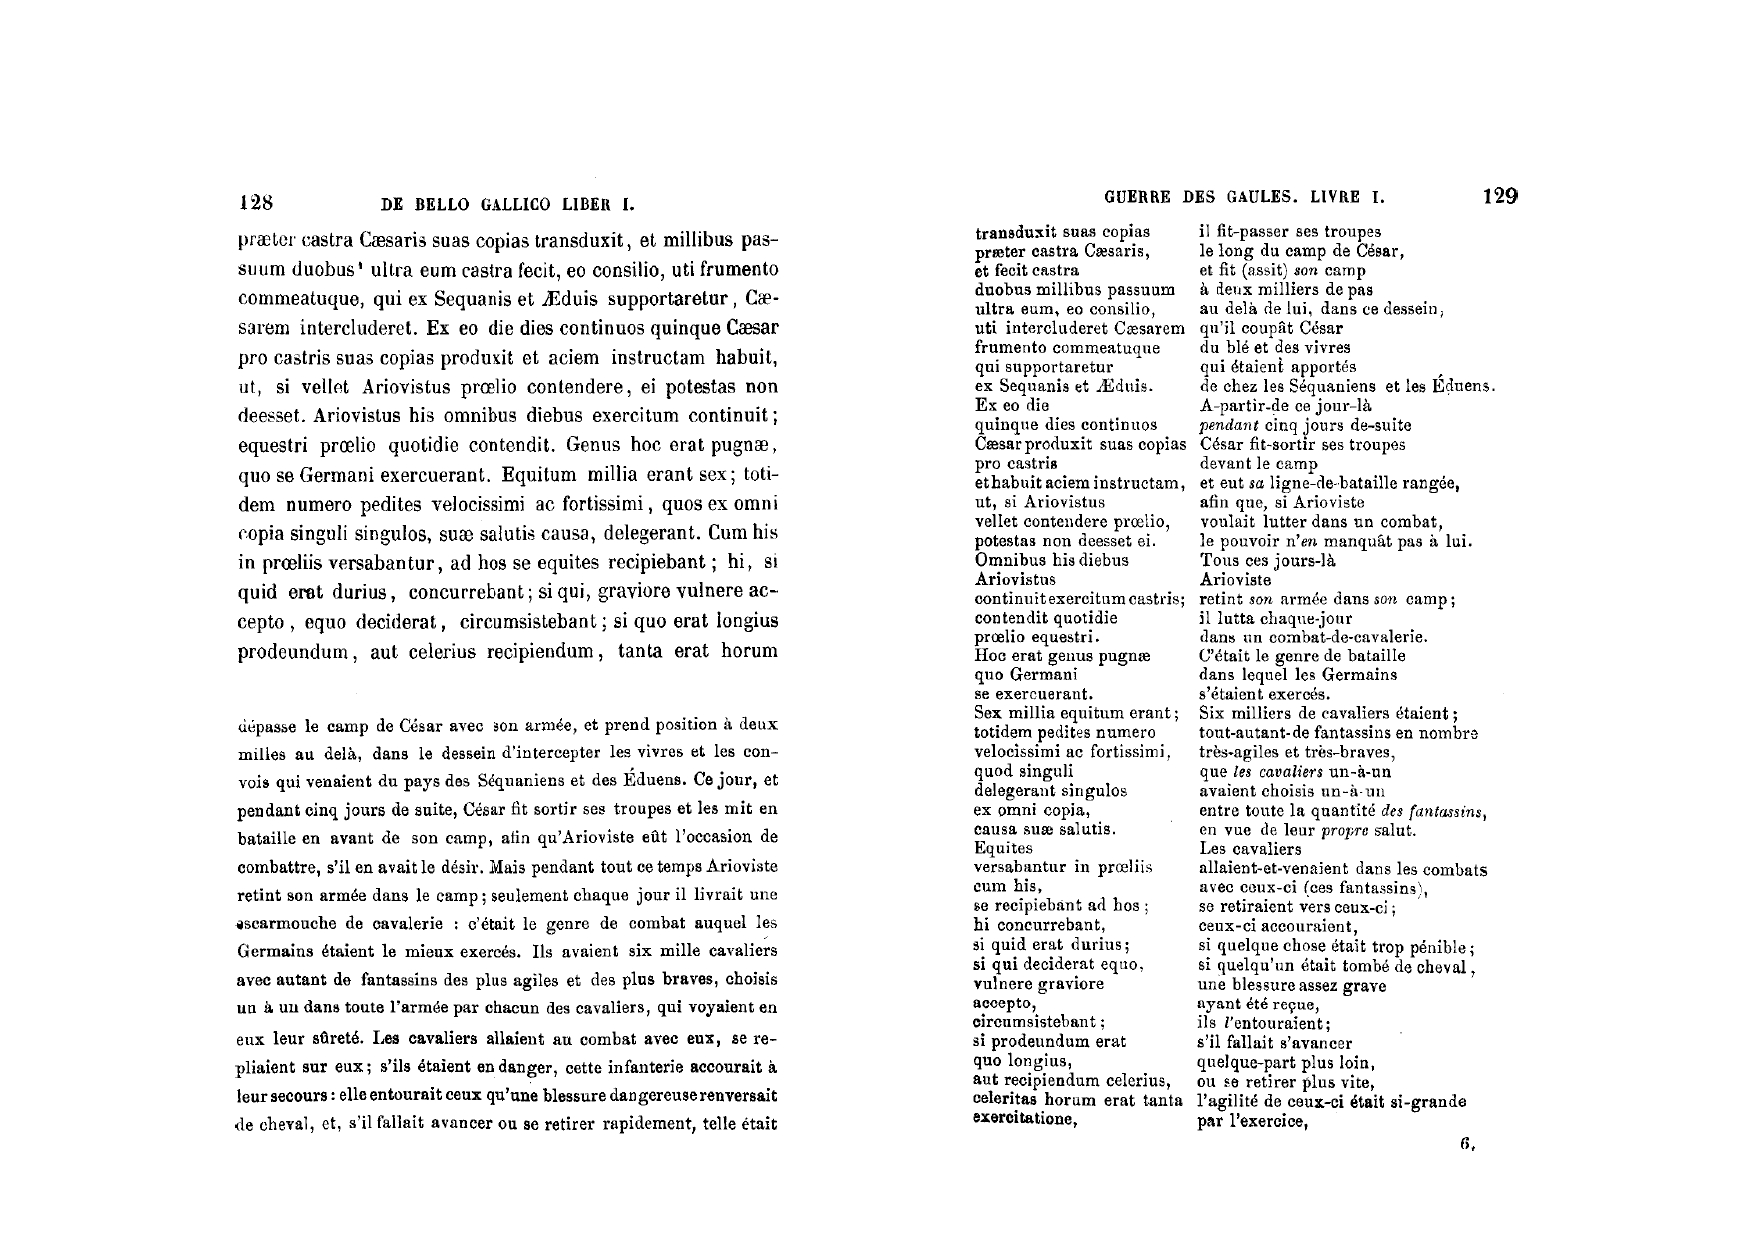 128 DE BELLO GALLICO LIBER I.
præter castra Cæsaris suas copias transduxit, et millibus pas-
suum duobus¹ ultra eum castra fecit, eo consilio, uti frumento
commeatuque, qui ex Sequanis et Æduis supportaretur, Cæ-
sarem intercluderet. Ex eo die dies continuos quinque Cæsar
pro castris suas copias produxit et aciem instructam habuit,
ut, si vellet Ariovistus prœlio contendere, ei potestas non
deesset. Ariovistus his omnibus diebus exercitum continuit;
equestri prœlio quotidie contendit. Genus hoc erat pugnæ,
quo se Germani exercuerant. Equitum millia erant sex; toti-
dem numero pedites velocissimi ac fortissimi, quos ex omni
copia singuli singulos, suæ salutis causa, delegerant. Cum his
in prœliis versabantur, ad hos se equites recipiebant; hi, si
quid erat durius, concurrebant; si qui, graviore vulnere ac-
cepto, equo deciderat, circumsistebant; si quo erat longius
prodeundum, aut celerius recipiendum, tanta erat horum
dépasse le camp de César avec son armée, et prend position à deux
milles au delà, dans le dessein d'intercepter les vivres et les con-
vois qui venaient du pays des Séquaniens et des Éduens. Ce jour, et
pendant cinq jours de suite, César fit sortir ses troupes et les mit en
bataille en avant de son camp, afin qu'Arioviste eût l'occasion de
combattre, s'il en avait le désir. Mais pendant tout ce temps Arioviste
retint son armée dans le camp; seulement chaque jour il livrait une
escarmouche de cavalerie : c'était le genre de combat auquel les
Germains étaient le mieux exercés. Ils avaient six mille cavaliers
avec autant de fantassins des plus agiles et des plus braves, choisis
un à un dans toute l'armée par chacun des cavaliers, qui voyaient en
eux leur sûreté. Les cavaliers allaient au combat avec eux, se re-
pliaient sur eux; s'ils étaient en danger, cette infanterie accourait à
leur secours : elle entourait ceux qu'une blessure dangereuse renversait
de cheval, et, s'il fallait avancer ou se retirer rapidement, telle était
GUERRE DES GAULES. LIVRE I. 129
transduxit suas copias il fit-passer ses troupes
præter castra Cæsaris, le long du camp de César,
et fecit castra et fit (assit) son camp
duobus millibus passuum à deux milliers de pas
ultra eum, eo consilio, au delà de lui, dans ce dessein,
uti intercluderet Cæsarem qu'il coupât César
frumento commeatuque du blé et des vivres
qui supportaretur qui étaient apportés
ex Sequanis et Æduis. de chez les Séquaniens et les Éduens.
Ex eo die A-partir-de ce jour-là
quinque dies continuos pendant cinq jours de-suite
Cæsar produxit suas copias César fit-sortir ses troupes
pro castris devant le camp
et habuit aciem instructam, et eut sa ligne-de-bataille rangée,
ut, si Ariovistus afin que, si Arioviste
vellet contendere prœlio, voulait lutter dans un combat,
potestas non deesset ei. le pouvoir n'en manquât pas à lui.
Omnibus his diebus Tous ces jours-là
Ariovistus Arioviste
continuit exercitum castris; retint son armée dans son camp;
contendit quotidie il lutta chaque-jour
prœlio equestri. dans un combat-de-cavalerie.
Hoc erat genus pugnæ C'était le genre de bataille
quo Germani dans lequel les Germains
se exercuerant. s'étaient exercés.
Sex millia equitum erant; Six milliers de cavaliers étaient;
totidem pedites numero tout-autant-de fantassins en nombre
velocissimi ac fortissimi, très-agiles et très-braves,
quod singuli que les cavaliers un-à-un
delegerant singulos avaient choisis un-à-un
ex omni copia, entre toute la quantité des fantassins,
causa suæ salutis. en vue de leur propre salut.
Equites Les cavaliers
versabantur in prœliis allaient-et-venaient dans les combats
cum his, avec ceux-ci (ces fantassins),
se recipiebant ad hos; se retiraient vers ceux-ci;
hi concurrebant, ceux-ci accouraient,
si quid erat durius; si quelque chose était trop pénible;
si qui deciderat equo, si quelqu'un était tombé de cheval,
vulnere graviore une blessure assez grave
accepto, ayant été reçue,
circumsistebant; ils l'entouraient;
si prodeundum erat s'il fallait s'avancer
quo longius, quelque-part plus loin,
aut recipiendum celerius, ou se retirer plus vite,
celeritas horum erat tanta l'agilité de ceux-ci était si-grande
exercitatione, par l'exercice,
6.